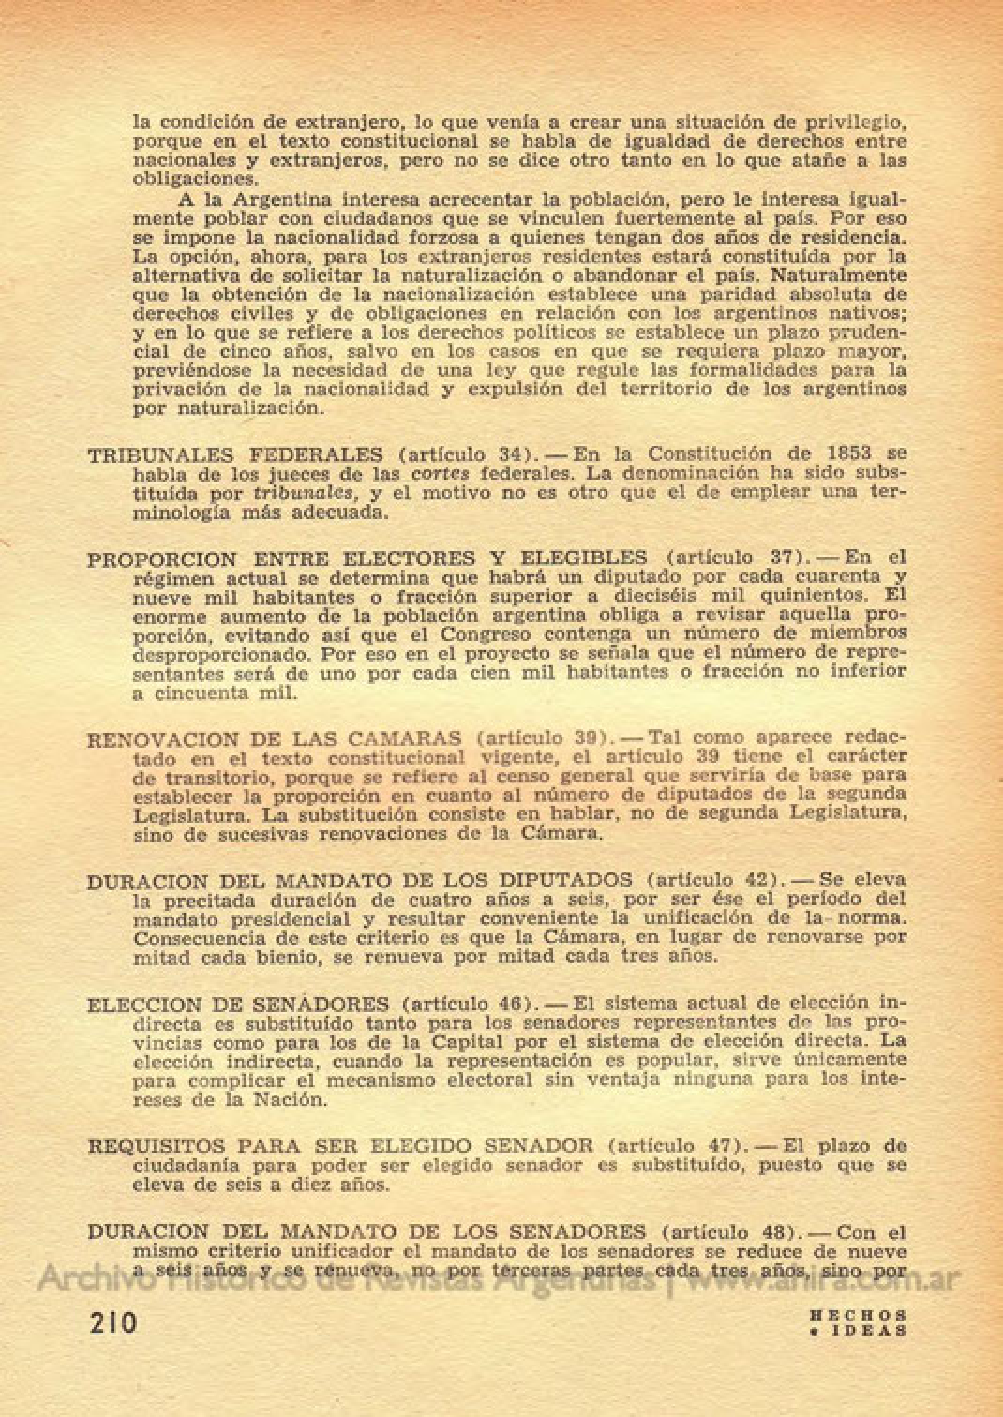 la condición de extranjero, lo que venía a crear una situación de privilegio,
porque en el texto constitucional se habla de igualdad de derechos entre
nacionales y extranjeros, pero no se dice otro tanto en lo que atañe a las
obligaciones.
A la Argentina interesa acrecentar la población, pero le interesa igual-
mente poblar con ciudadanos que se vinculen fuertemente al país. Por eso
se impone la nacionalidad forzosa a quienes tengan dos años de residencia.
La opción, ahora, para los extranjeros residentes estará constituída por la
alternativa de solicitar la naturalización o abandonar el país. Naturalmente
que la obtención de la nacionalización establece una paridad absoluta de
derechos civiles y de obligaciones en relación con los argentinos nativos;
y en lo que se refiere a los derechos políticos se establece un plazo pruden-
cial de cinco años, salvo en los casos en que se requiera plazo mayor,
previéndose la necesidad de una ley que regule las formalidades para la
privación de la nacionalidad y expulsión del territorio de los argentinos
por naturalización.
TRIBUNALES FEDERALES (artículo 34). — En la Constitución de 1853 se
habla de los jueces de las cortes federales. La denominación ha sido subs-
tituída por tribunales, y el motivo no es otro que el de emplear una ter-
minología más adecuada.
PROPORCION ENTRE ELECTORES Y ELEGIBLES (artículo 37). — En el
régimen actual se determina que habrá un diputado por cada cuarenta y
nueve mil habitantes o fracción superior a dieciséis mil quinientos. El
enorme aumento de la población argentina obliga a revisar aquella pro-
porción, evitando así que el Congreso contenga un número de miembros
desproporcionado. Por eso en el proyecto se señala que el número de repre-
sentantes será de uno por cada cien mil habitantes o fracción no inferior
a cincuenta mil.
RENOVACION DE LAS CAMARAS (artículo 39). — Tal como aparece redac-
tado en el texto constitucional vigente, el artículo 39 tiene el carácter
de transitorio, porque se refiere al censo general que serviría de base para
establecer la proporción en cuanto al número de diputados de la segunda
Legislatura. La substitución consiste en hablar, no de segunda Legislatura,
sino de sucesivas renovaciones de la Cámara.
DURACION DEL MANDATO DE LOS DIPUTADOS (artículo 42). — Se eleva
la precitada duración de cuatro años a seis, por ser ése el período del
mandato presidencial y resultar conveniente la unificación de la norma.
Consecuencia de este criterio es que la Cámara, en lugar de renovarse por
mitad cada bienio, se renueva por mitad cada tres años.
ELECCION DE SENADORES (artículo 46). — El sistema actual de elección in-
directa es substituído tanto para los senadores representantes de las pro-
vincias como para los de la Capital por el sistema de elección directa. La
elección indirecta, cuando la representación es popular, sirve únicamente
para complicar el mecanismo electoral sin ventaja ninguna para los inte-
reses de la Nación.
REQUISITOS PARA SER ELEGIDO SENADOR (artículo 47). — El plazo de
ciudadanía para poder ser elegido senador es substituído, puesto que se
eleva de seis a diez años.
DURACION DEL MANDATO DE LOS SENADORES (artículo 48). — Con el
mismo criterio unificador el mandato de los senadores se reduce de nueve
a seis años y se renueva, no por terceras partes cada tres años, sino por
Archivo Histórico de Revistas Argentinas | www.ahira.com.ar
210
HECHOS
e IDEAS